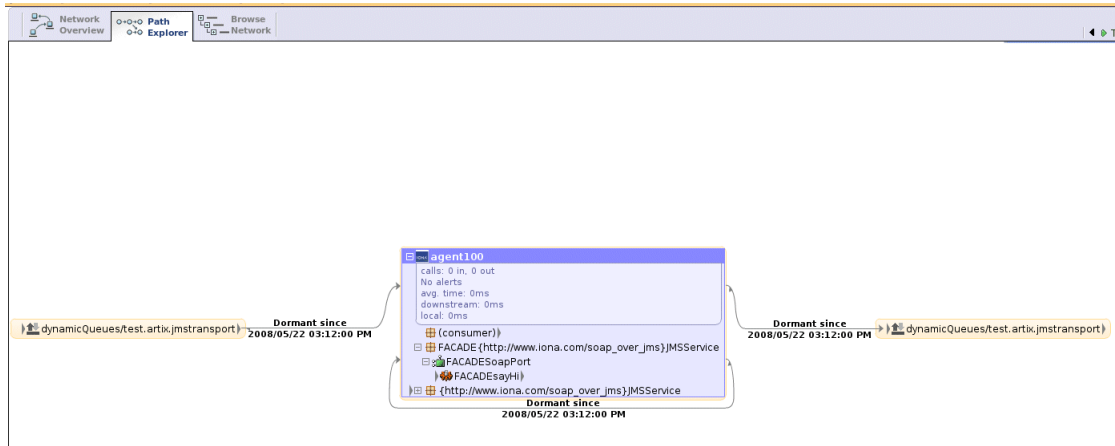 Network
Overview
Path
Explorer
Browse
Network
T
agent100
calls: 0 in, 0 out
No alerts
avg. time: 0ms
downstream: 0ms
local: 0ms
(consumer)
FACADE{http://www.iona.com/soap_over_jms}JMSService
FACADESoapPort
FACADEsayHi
{http://www.iona.com/soap_over_jms}JMSService
dynamicQueues/test.artix.jmstransport
Dormant since
2008/05/22 03:12:00 PM
Dormant since
2008/05/22 03:12:00 PM
dynamicQueues/test.artix.jmstransport
Dormant since
2008/05/22 03:12:00 PM